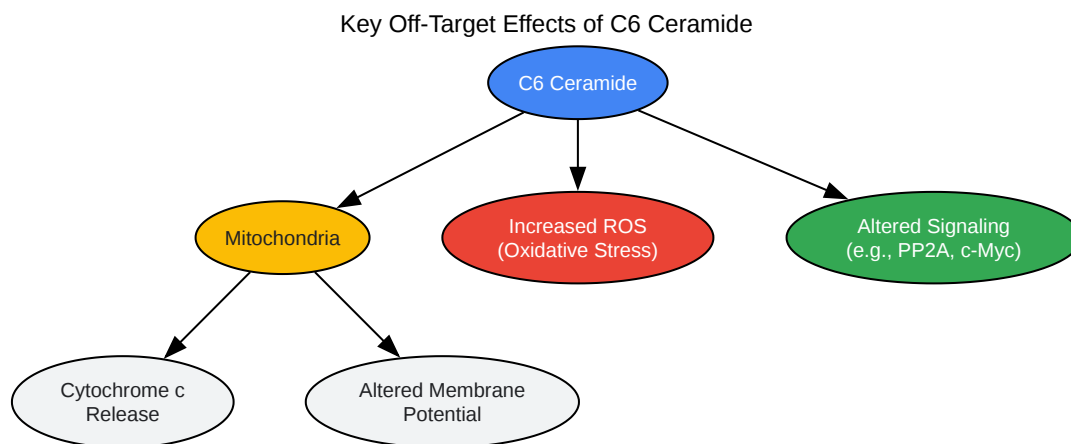 Key Off-Target Effects of C6 Ceramide
C6 Ceramide
Mitochondria
Increased ROS
(Oxidative Stress)
Altered Signaling
(e.g., PP2A, c-Myc)
Cytochrome c
Release
Altered Membrane
Potential